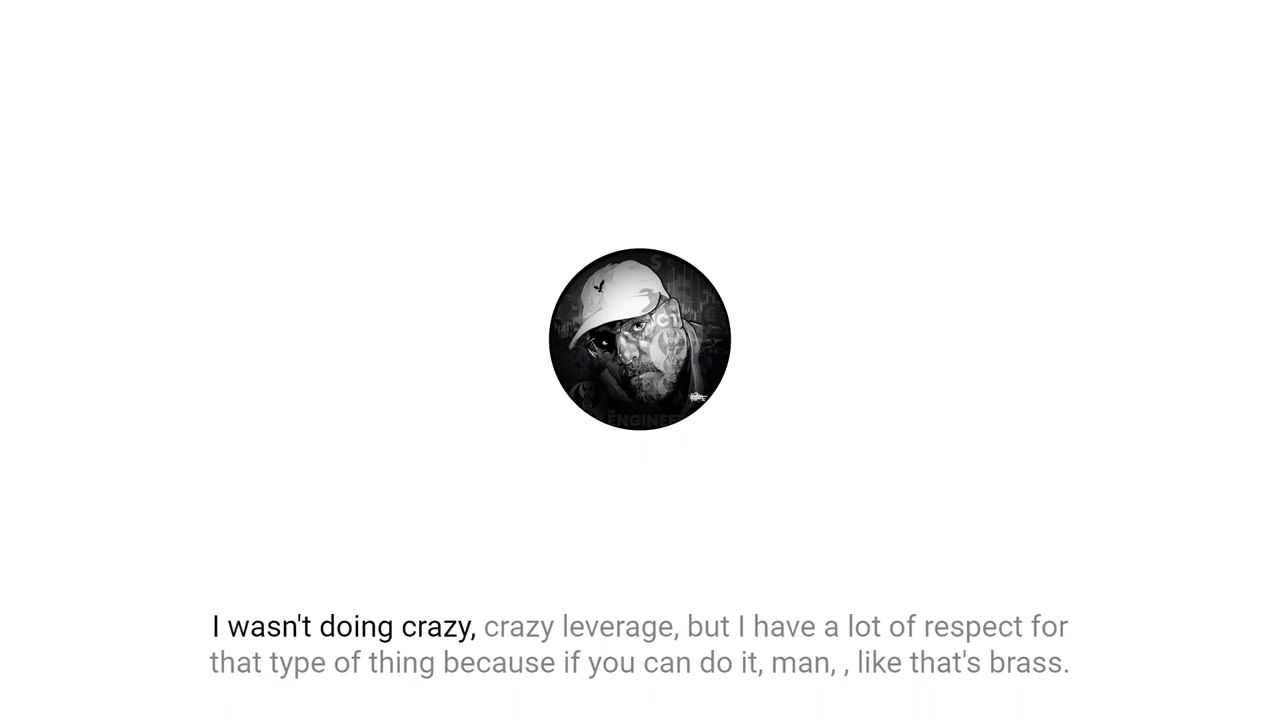 ENGINEER
I wasn't doing crazy, crazy leverage, but I have a lot of respect for
that type of thing because if you can do it, man, , like that's brass.